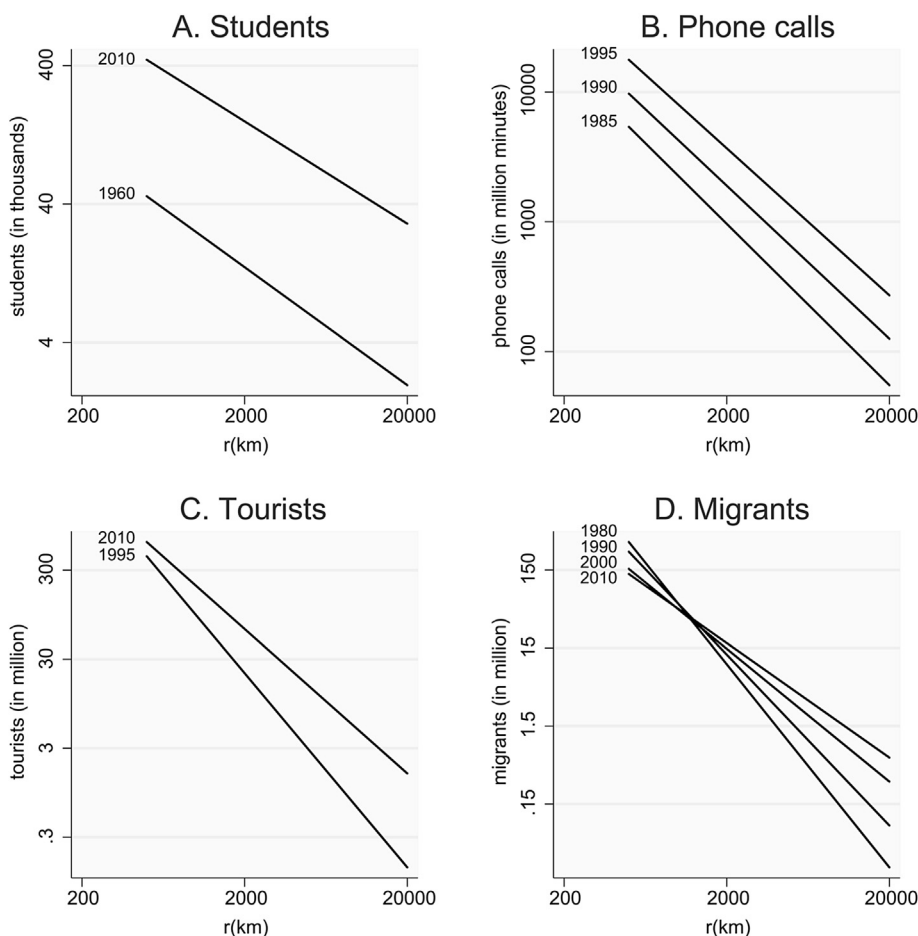 A. Students
students (in thousands)
400
40
4
2010
1960
200 2000 20000
r(km)
B. Phone calls
phone calls (in million minutes)
10000
1000
100
1995
1990
1985
200 2000 20000
r(km)
C. Tourists
tourists (in million)
300
30
3
.3
2010
1995
200 2000 20000
r(km)
D. Migrants
migrants (in million)
150
15
1.5
.15
1980
1990
2000
2010
200 2000 20000
r(km)